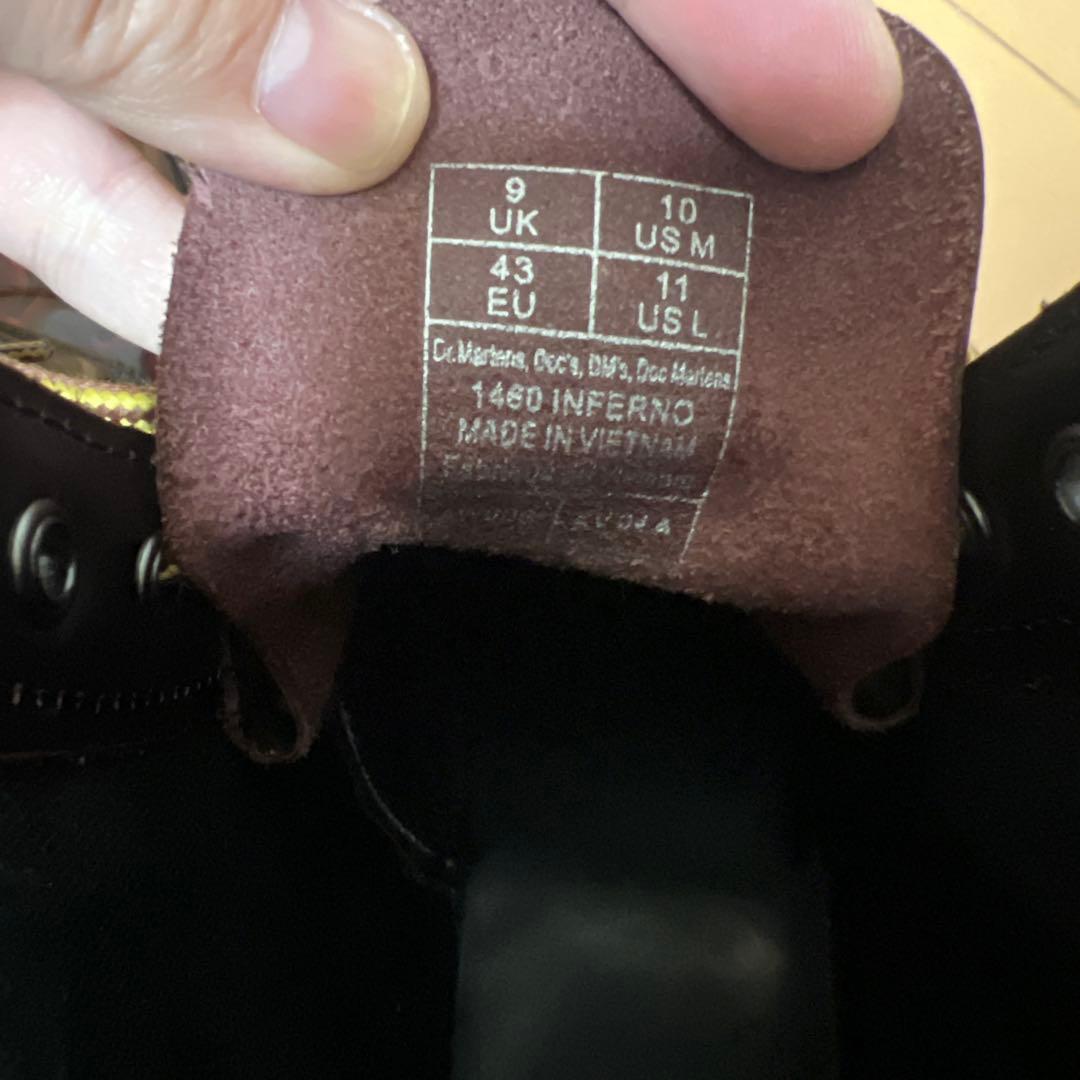 9 UK
10 US M
43 EU
11 US L
Dr. Martens, Doc's, DM's, Doc Martens
1460 INFERNO
MADE IN VIETNAM